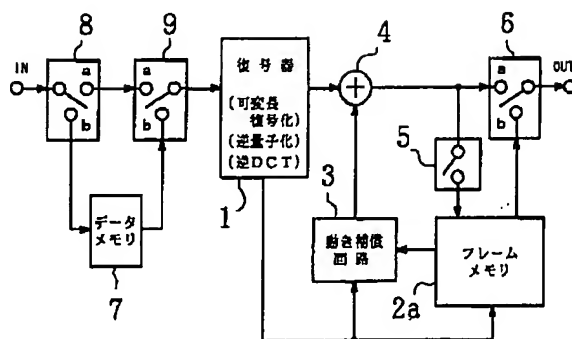 8
9
4
6
IN
a
b
a
b
復号器
(可変長
復号化)
(逆量子化)
(逆DCT)
a
b
OUT
5
1
3
データ
メモリ
動き補償
回路
フレーム
メモリ
7
2a